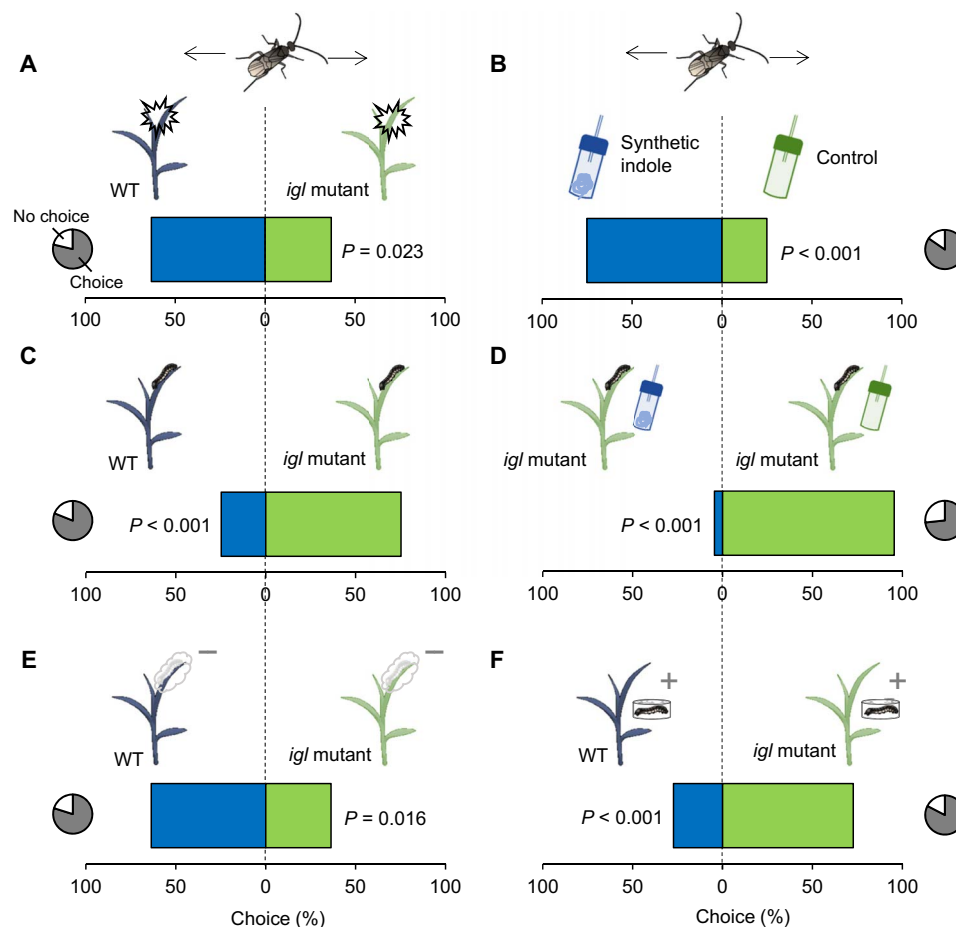 A
B
WT
igl mutant
Synthetic
indole
Control
No choice
Choice
P = 0.023
P < 0.001
100 50 0 50 100
100 50 0 50 100
C
D
WT
igl mutant
igl mutant
igl mutant
P < 0.001
P < 0.001
100 50 0 50 100
100 50 0 50 100
E
F
−
−
+
+
WT
igl mutant
WT
igl mutant
P = 0.016
P < 0.001
100 50 0 50 100
100 50 0 50 100
Choice (%)
Choice (%)